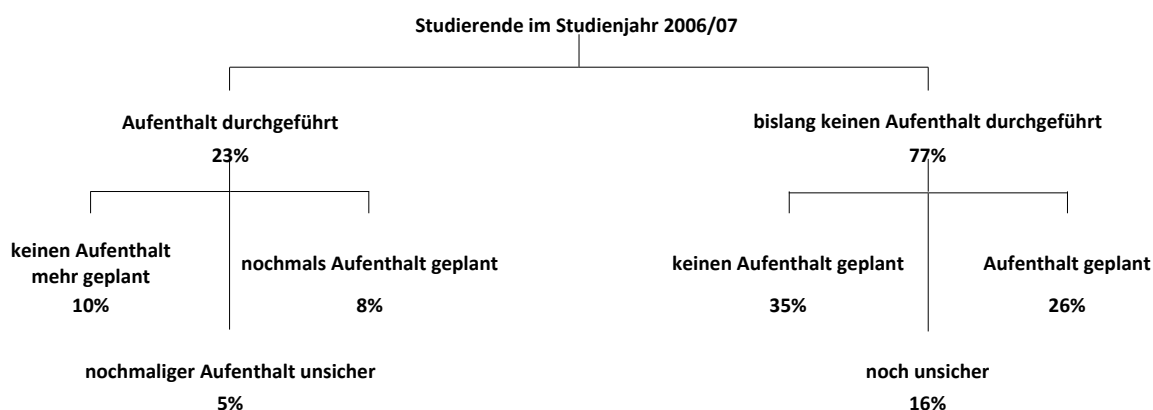 Studierende im Studienjahr 2006/07
Aufenthalt durchgeführt
23%
bislang keinen Aufenthalt durchgeführt
77%
keinen Aufenthalt
mehr geplant
10%
nochmals Aufenthalt geplant
8%
nochmaliger Aufenthalt unsicher
5%
keinen Aufenthalt geplant
35%
Aufenthalt geplant
26%
noch unsicher
16%